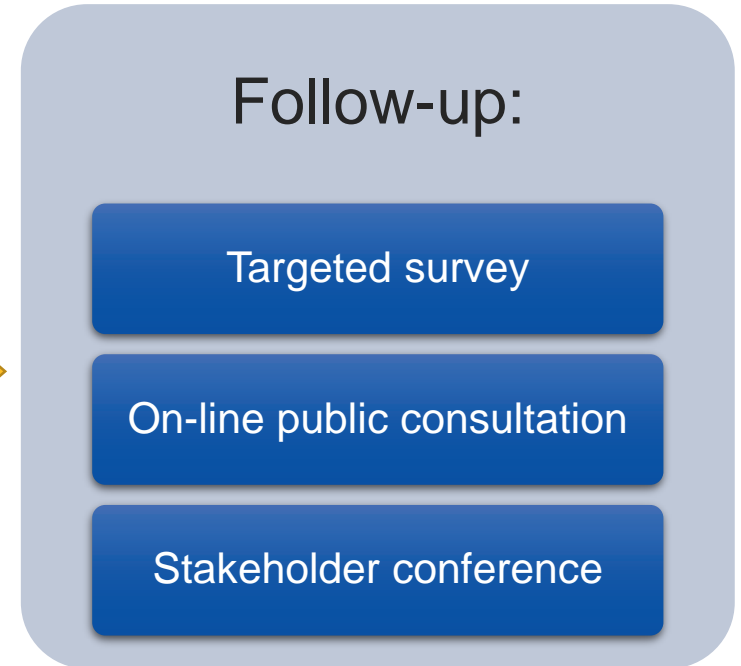 Follow-up:
Targeted survey
On-line public consultation
Stakeholder conference